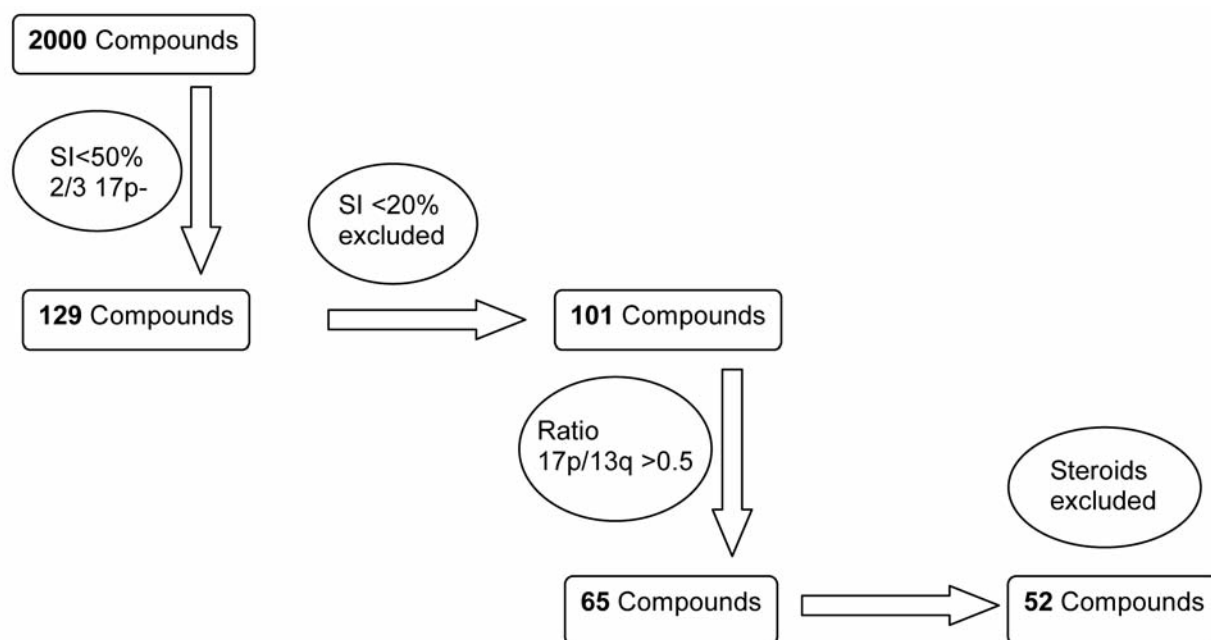 2000 Compounds
SI<50%
2/3 17p-
SI <20%
excluded
129 Compounds
101 Compounds
Ratio
17p/13q >0.5
Steroids
excluded
65 Compounds
52 Compounds